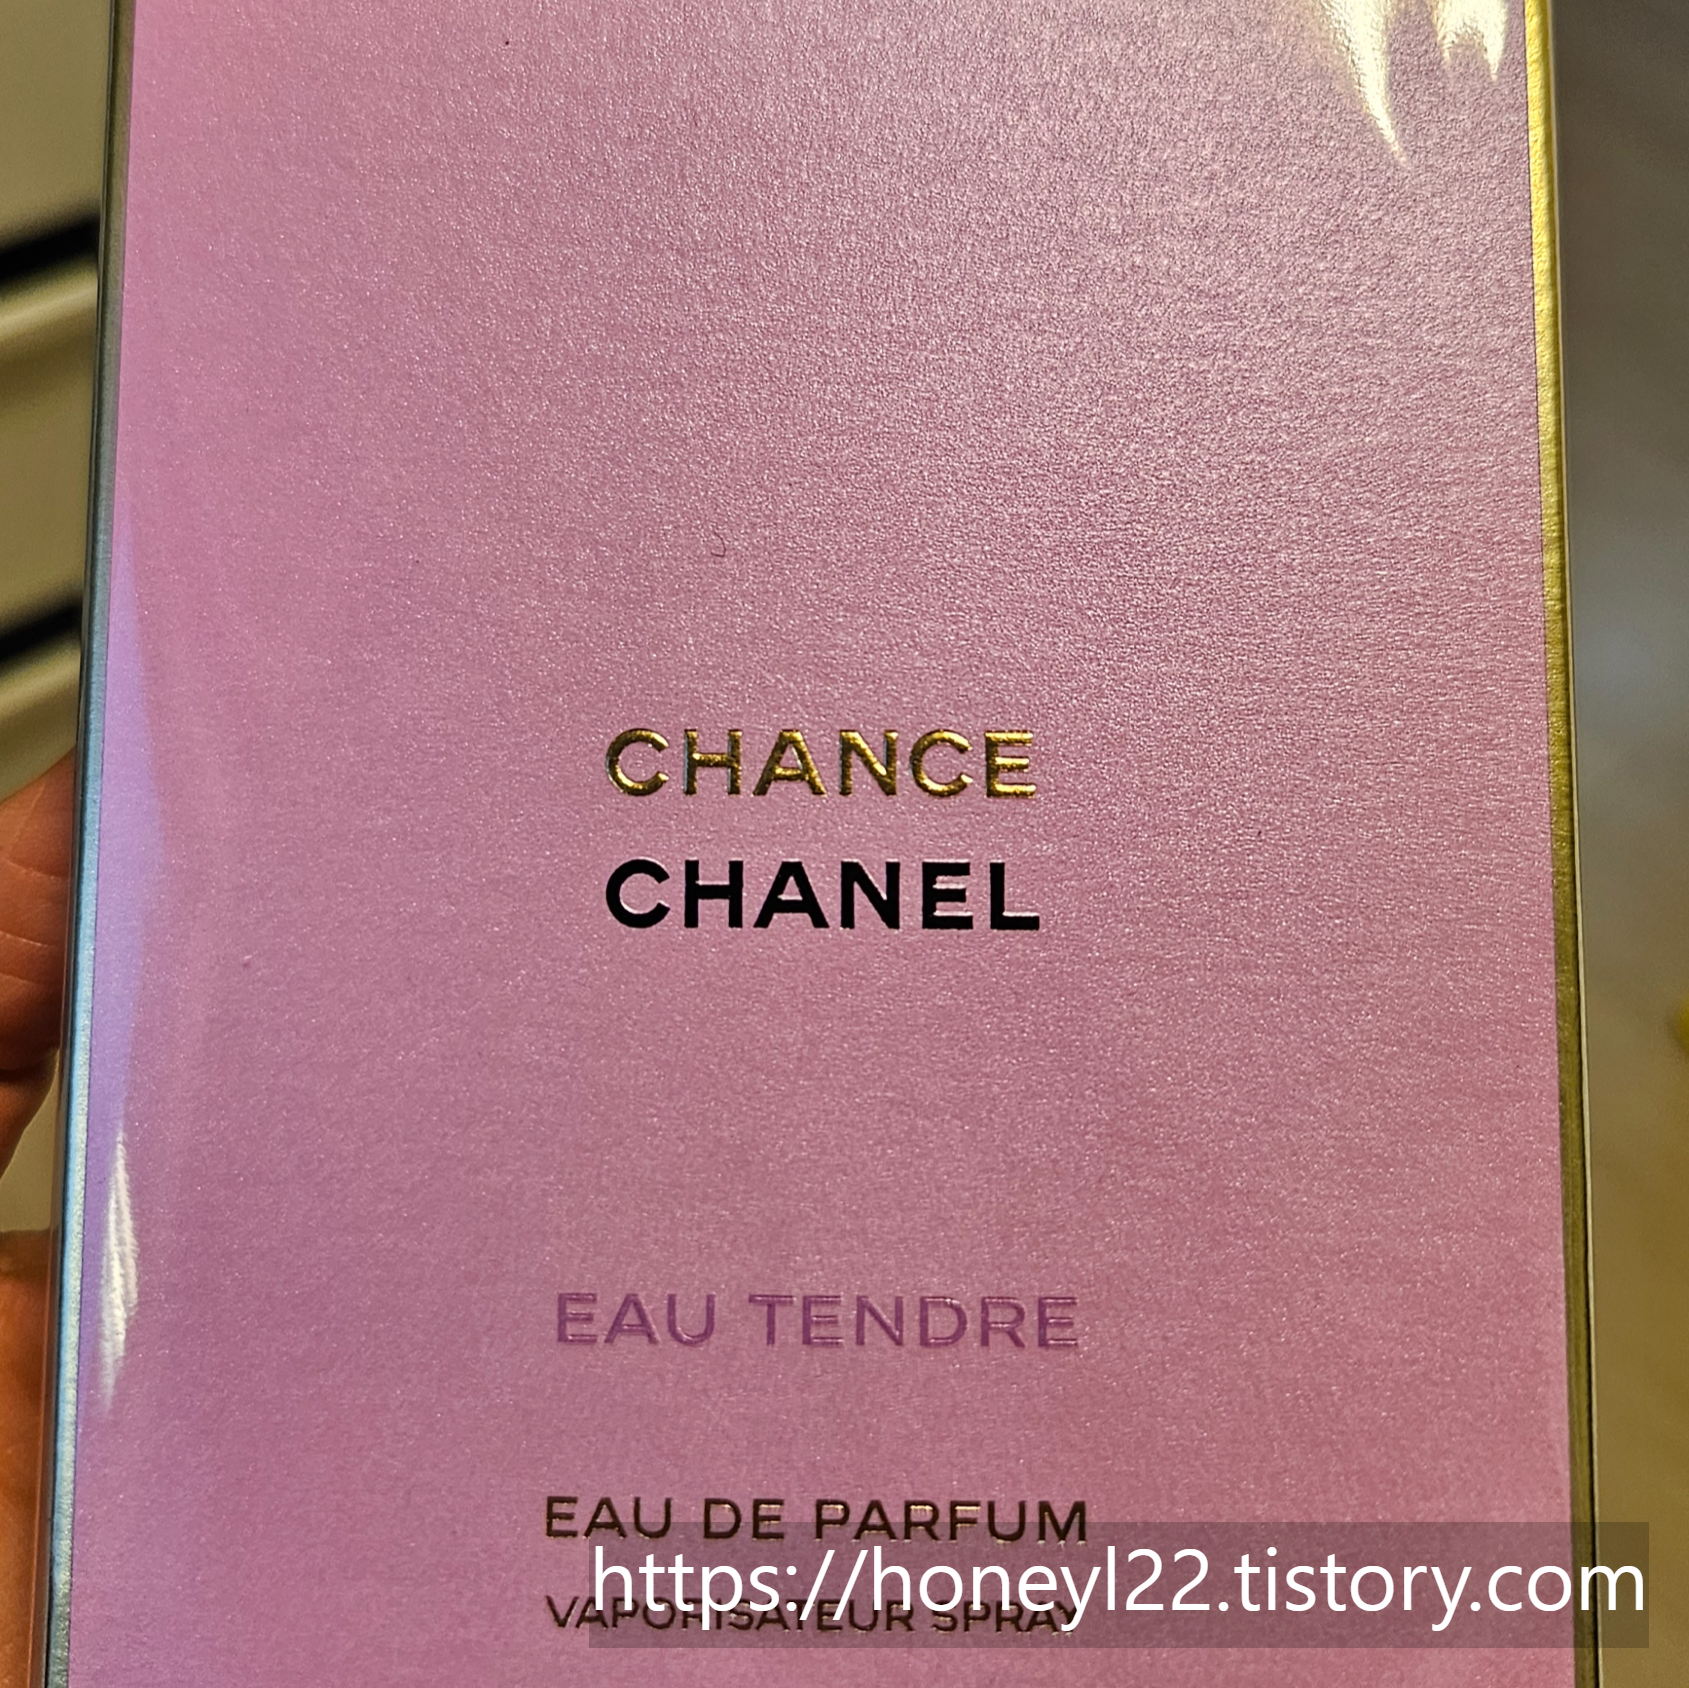 CHANCE
CHANEL
EAU TENDRE
EAU DE PARFUM
https://honeyl22.tistory.com
VAPORISATEUR SPRAY